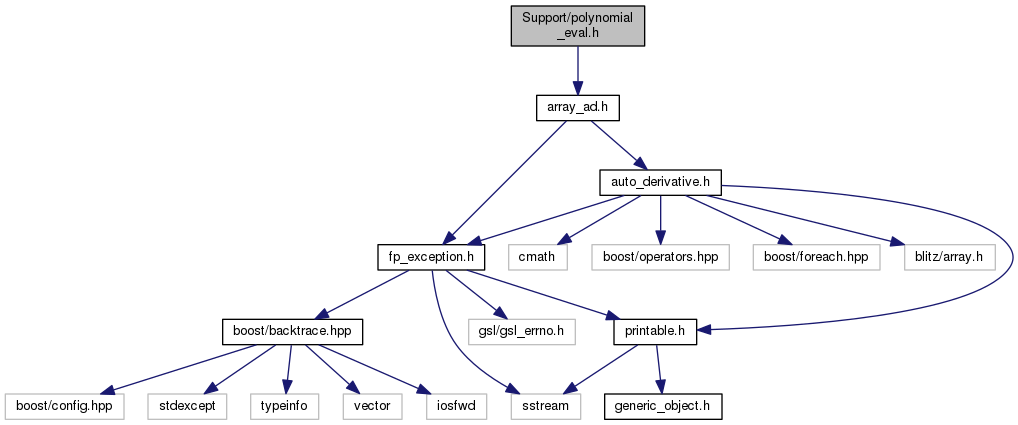 Support/polynomial
_eval.h
array_ad.h
auto_derivative.h
fp_exception.h
cmath
boost/operators.hpp
boost/foreach.hpp
blitz/array.h
boost/backtrace.hpp
gsl/gsl_errno.h
printable.h
boost/config.hpp
stdexcept
typeinfo
vector
iosfwd
sstream
generic_object.h